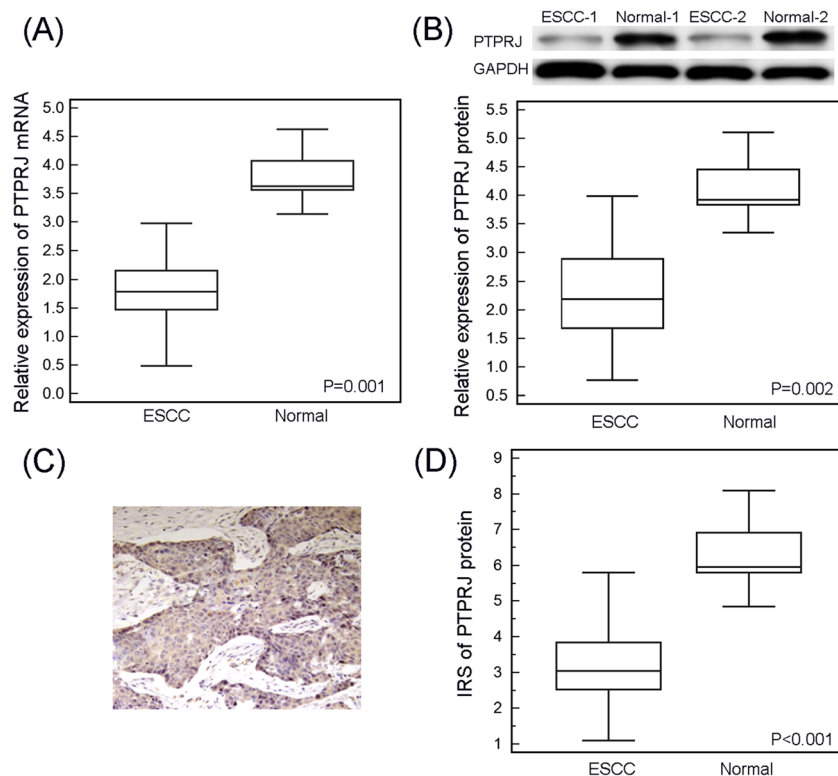 (A)
Relative expression of PTPRJ mRNA
5.0
4.5
4.0
3.5
3.0
2.5
2.0
1.5
1.0
0.5
0.0
P=0.001
ESCC Normal
(B)
ESCC-1 Normal-1 ESCC-2 Normal-2
PTPRJ
GAPDH
Relative expression of PTPRJ protein
5.5
5.0
4.5
4.0
3.5
3.0
2.5
2.0
1.5
1.0
0.5
P=0.002
ESCC Normal
(C)
(D)
IRS of PTPRJ protein
9
8
7
6
5
4
3
2
1
P<0.001
ESCC Normal